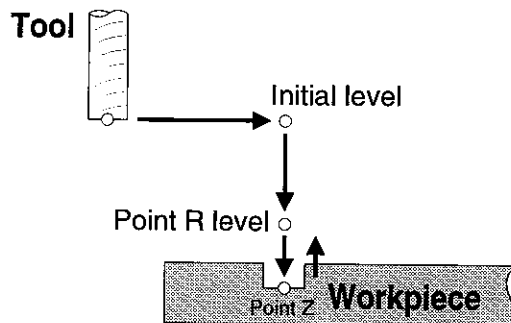 Tool
Initial level
Point R level
Point Z
Workpiece